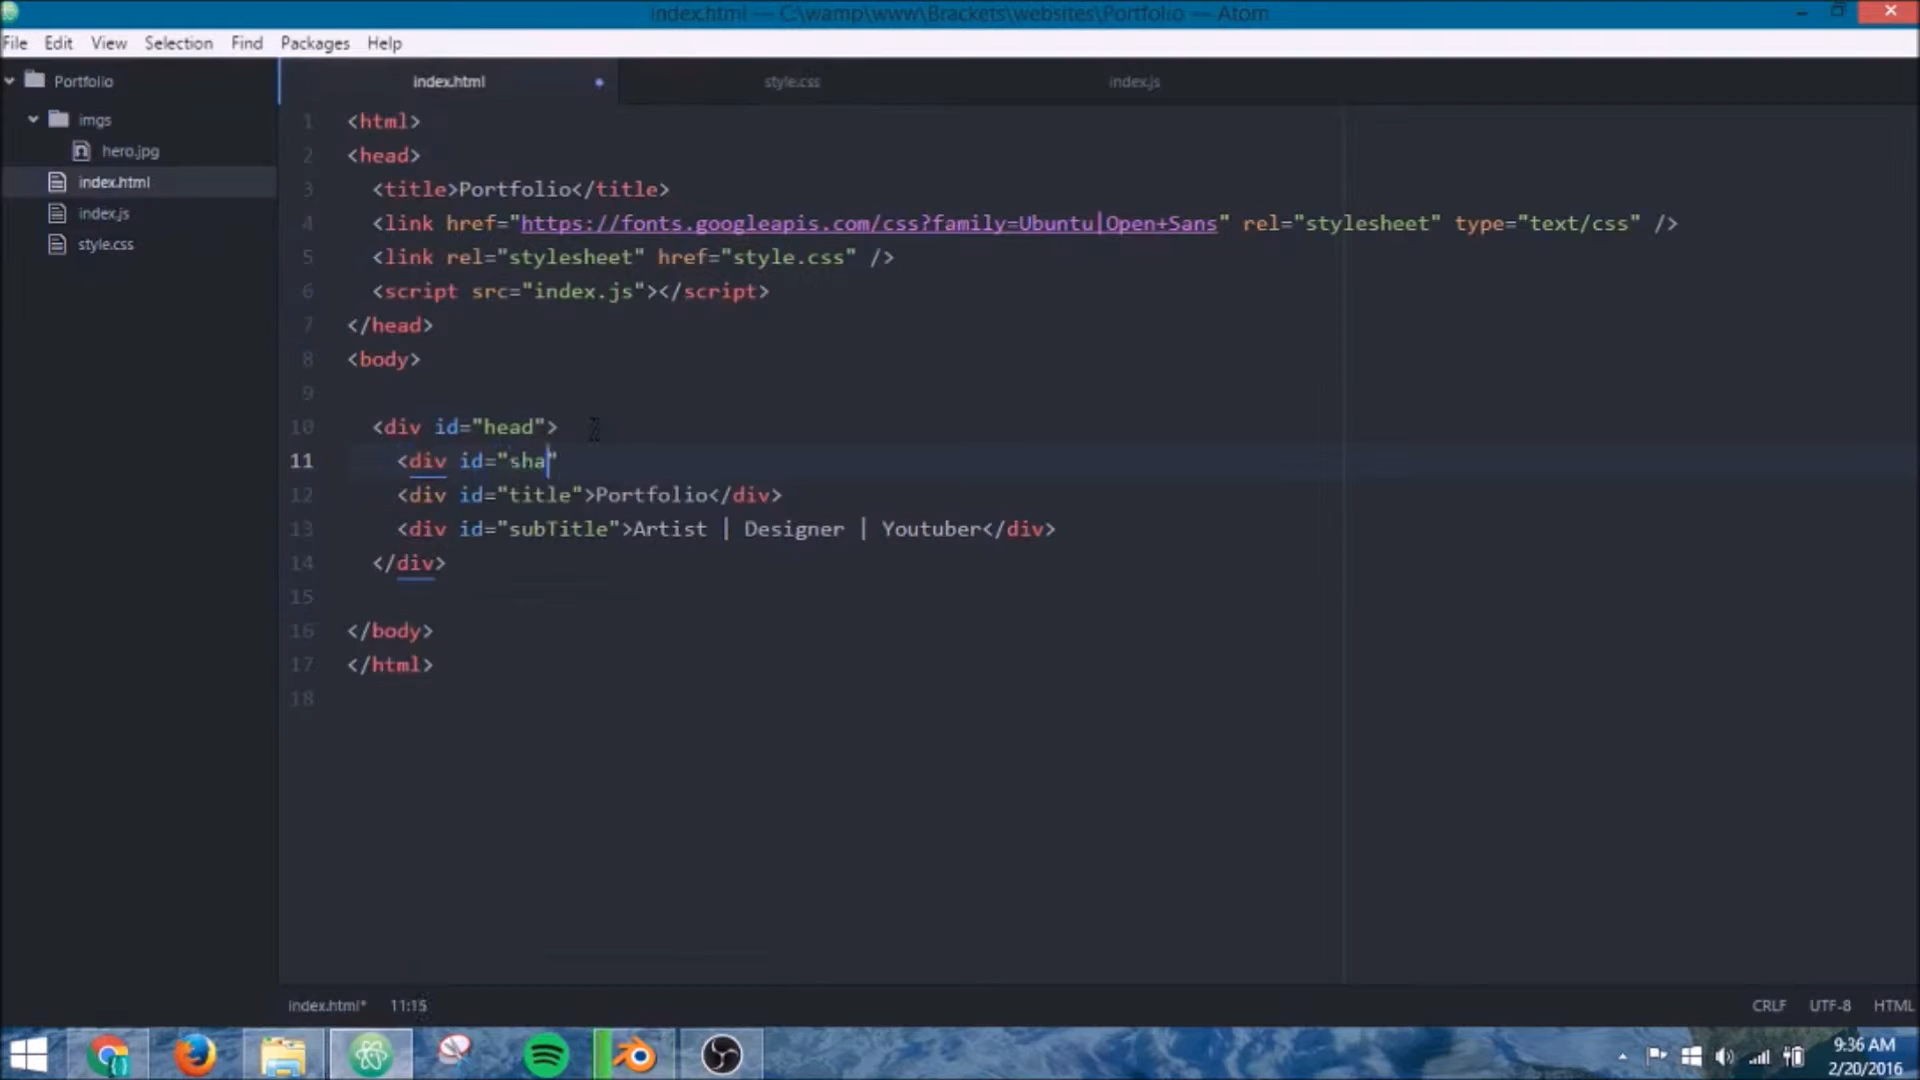 index.html — C:\wamp\www\Brackets\websites\Portfolio — Atom
File Edit View Selection Find Packages Help
Portfolio
imgs
hero.jpg
index.html
index.js
style.css
index.html style.css index.js
1 <html>
2 <head>
3 <title>Portfolio</title>
4 <link href="https://fonts.googleapis.com/css?family=Ubuntu|Open+Sans" rel="stylesheet" type="text/css" />
5 <link rel="stylesheet" href="style.css" />
6 <script src="index.js"></script>
7 </head>
8 <body>
9
10 <div id="head">
11 <div id="sha"
12 <div id="title">Portfolio</div>
13 <div id="subTitle">Artist | Designer | Youtuber</div>
14 </div>
15
16 </body>
17 </html>
18
index.html* 11:15 CRLF UTF-8 HTML
9:36 AM
2/20/2016